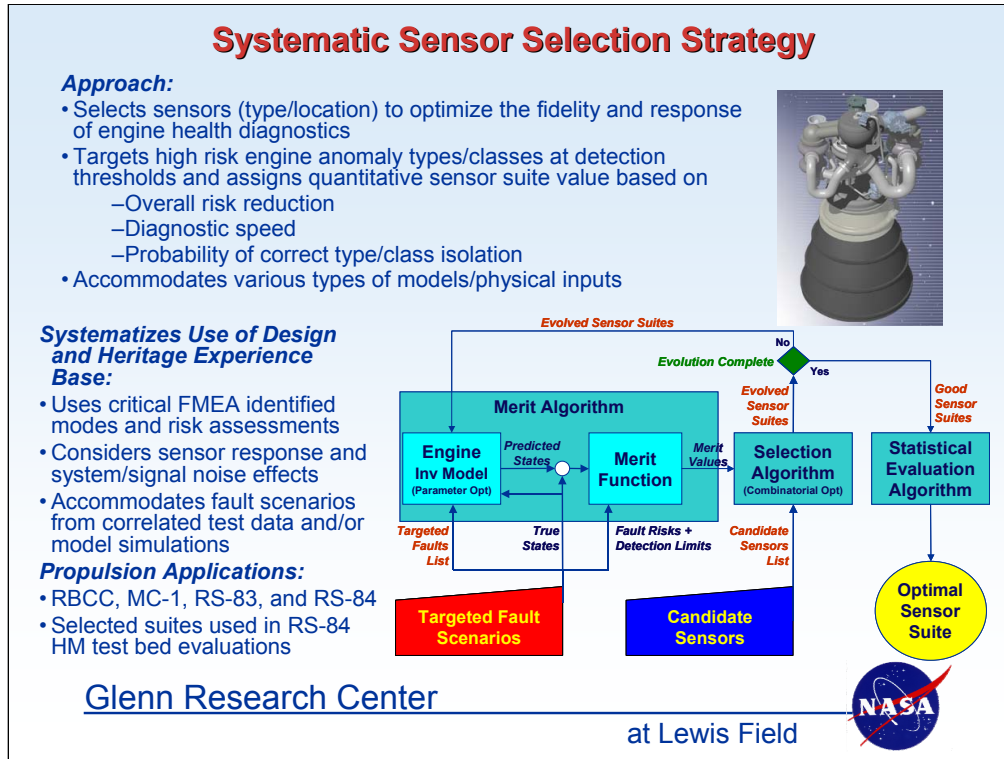 Systematic Sensor Selection Strategy
Approach:
• Selects sensors (type/location) to optimize the fidelity and response
of engine health diagnostics
• Targets high risk engine anomaly types/classes at detection
thresholds and assigns quantitative sensor suite value based on
–Overall risk reduction
–Diagnostic speed
–Probability of correct type/class isolation
• Accommodates various types of models/physical inputs
Systematizes Use of Design
and Heritage Experience
Base:
• Uses critical FMEA identified
modes and risk assessments
• Considers sensor response and
system/signal noise effects
• Accommodates fault scenarios
from correlated test data and/or
model simulations
Propulsion Applications:
• RBCC, MC-1, RS-83, and RS-84
• Selected suites used in RS-84
HM test bed evaluations
Evolved Sensor Suites
No
Evolution Complete
Yes
Evolved
Sensor
Suites
Good
Sensor
Suites
Merit Algorithm
Engine
Inv Model
(Parameter Opt)
Predicted
States
Merit
Function
Merit
Values
Selection
Algorithm
(Combinatorial Opt)
Statistical
Evaluation
Algorithm
Targeted
Faults
List
True
States
Fault Risks +
Detection Limits
Candidate
Sensors
List
Targeted Fault
Scenarios
Candidate
Sensors
Optimal
Sensor
Suite
Glenn Research Center
at Lewis Field
NASA